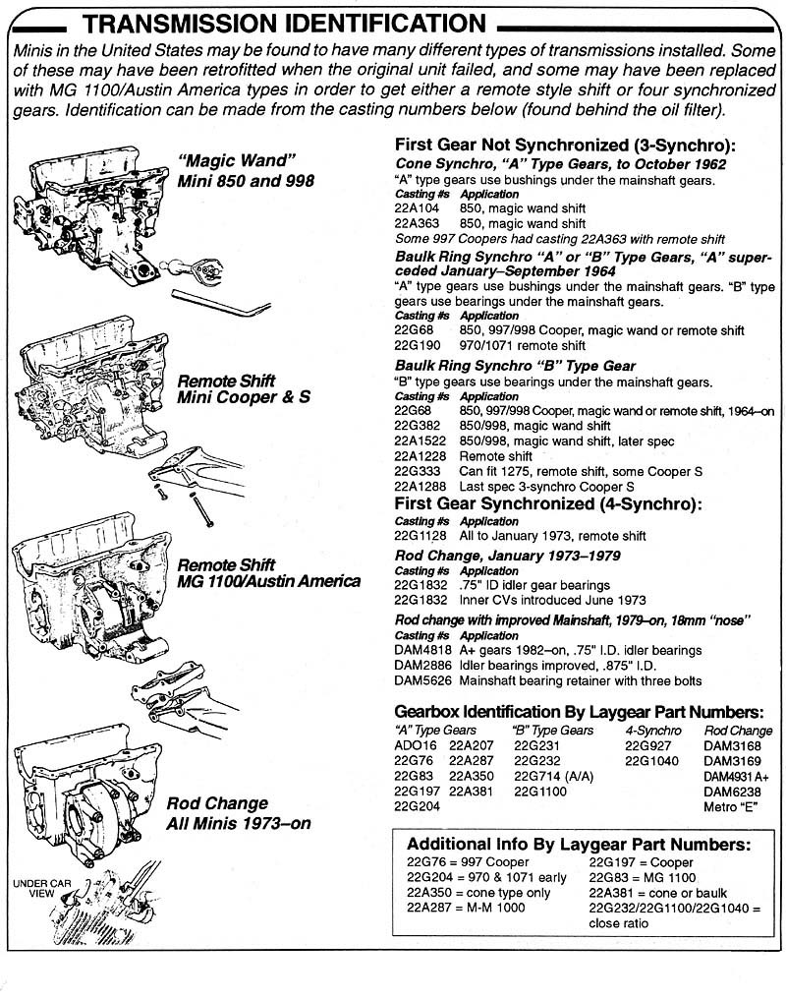 TRANSMISSION IDENTIFICATION
Minis in the United States may be found to have many different types of transmissions installed. Some
of these may have been retrofitted when the original unit failed, and some may have been replaced
with MG 1100/Austin America types in order to get either a remote style shift or four synchronized
gears. Identification can be made from the casting numbers below (found behind the oil filter).
"Magic Wand"
Mini 850 and 998
Remote Shift
Mini Cooper & S
Remote Shift
MG 1100/Austin America
Rod Change
All Minis 1973–on
UNDER CAR
VIEW
First Gear Not Synchronized (3-Synchro):
Cone Synchro, "A" Type Gears, to October 1962
"A" type gears use bushings under the mainshaft gears.
Casting #s Application
22A104 850, magic wand shift
22A363 850, magic wand shift
Some 997 Coopers had casting 22A363 with remote shift
Baulk Ring Synchro "A" or "B" Type Gears, "A" super-
ceded January–September 1964
"A" type gears use bushings under the mainshaft gears. "B" type
gears use bearings under the mainshaft gears.
Casting #s Application
22G68 850, 997/998 Cooper, magic wand or remote shift
22G190 970/1071 remote shift
Baulk Ring Synchro "B" Type Gear
"B" type gears use bearings under the mainshaft gears.
Casting #s Application
22G68 850, 997/998 Cooper, magic wand or remote shift, 1964–on
22G382 850/998, magic wand shift
22A1522 850/998, magic wand shift, later spec
22A1228 Remote shift
22G333 Can fit 1275, remote shift, some Cooper S
22A1288 Last spec 3-synchro Cooper S
First Gear Synchronized (4-Synchro):
Casting #s Application
22G1128 All to January 1973, remote shift
Rod Change, January 1973–1979
Casting #s Application
22G1832 .75" ID idler gear bearings
22G1832 Inner CVs introduced June 1973
Rod change with improved Mainshaft, 1979–on, 18mm "nose"
Casting #s Application
DAM4818 A+ gears 1982–on, .75" I.D. idler bearings
DAM2886 Idler bearings improved, .875" I.D.
DAM5626 Mainshaft bearing retainer with three bolts
Gearbox Identification By Laygear Part Numbers:
"A" Type Gears "B" Type Gears 4-Synchro Rod Change
ADO16 22A207 22G231 22G927 DAM3168
22G76 22A287 22G232 22G1040 DAM3169
22G83 22A350 22G714 (A/A) DAM4931 A+
22G197 22A381 22G1100 DAM6238
22G204 Metro "E"
Additional Info By Laygear Part Numbers:
22G76 = 997 Cooper 22G197 = Cooper
22G204 = 970 & 1071 early 22G83 = MG 1100
22A350 = cone type only 22A381 = cone or baulk
22A287 = M-M 1000 22G232/22G1100/22G1040 =
close ratio